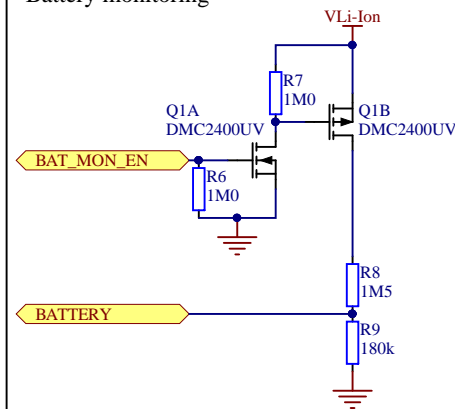 Battery monitoring
VLi-Ion
R7
1M0
Q1A
DMC2400UV
Q1B
DMC2400UV
BAT_MON_EN
R6
1M0
R8
1M5
BATTERY
R9
180k